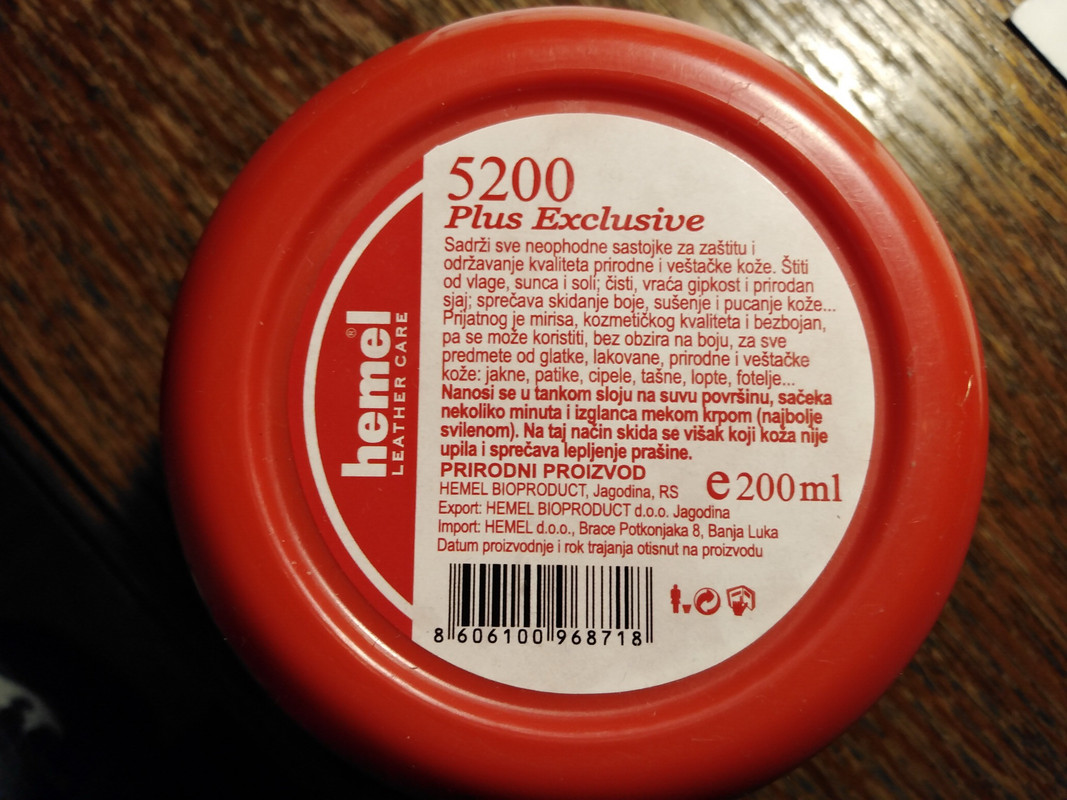 5200
Plus Exclusive
Sadrži sve neophodne sastojke za zaštitu i
održavanje kvaliteta prirodne i veštačke kože. Štiti
od vlage, sunca i soli; čisti, vraća gipkost i prirodan
sjaj; sprečava skidanje boje, sušenje i pucanje kože...
Prijatnog je mirisa, kozmetičkog kvaliteta i bezbojan,
pa se može koristiti, bez obzira na boju, za sve
predmete od glatke, lakovane, prirodne i veštačke
kože: jakne, patike, cipele, tašne, lopte, fotelje...
Nanosi se u tankom sloju na suvu površinu, sačeka
nekoliko minuta i izglanca mekom krpom (najbolje
svilenom). Na taj način skida se višak koji koža nije
upila i sprečava lepljenje prašine.
PRIRODNI PROIZVOD
HEMEL BIOPRODUCT, Jagodina, RS
e 200 ml
Export: HEMEL BIOPRODUCT d.o.o. Jagodina
Import: HEMEL d.o.o., Brace Potkonjaka 8, Banja Luka
Datum proizvodnje i rok trajanja otisnut na proizvodu
8 606100 968718
hemel®
LEATHER CARE